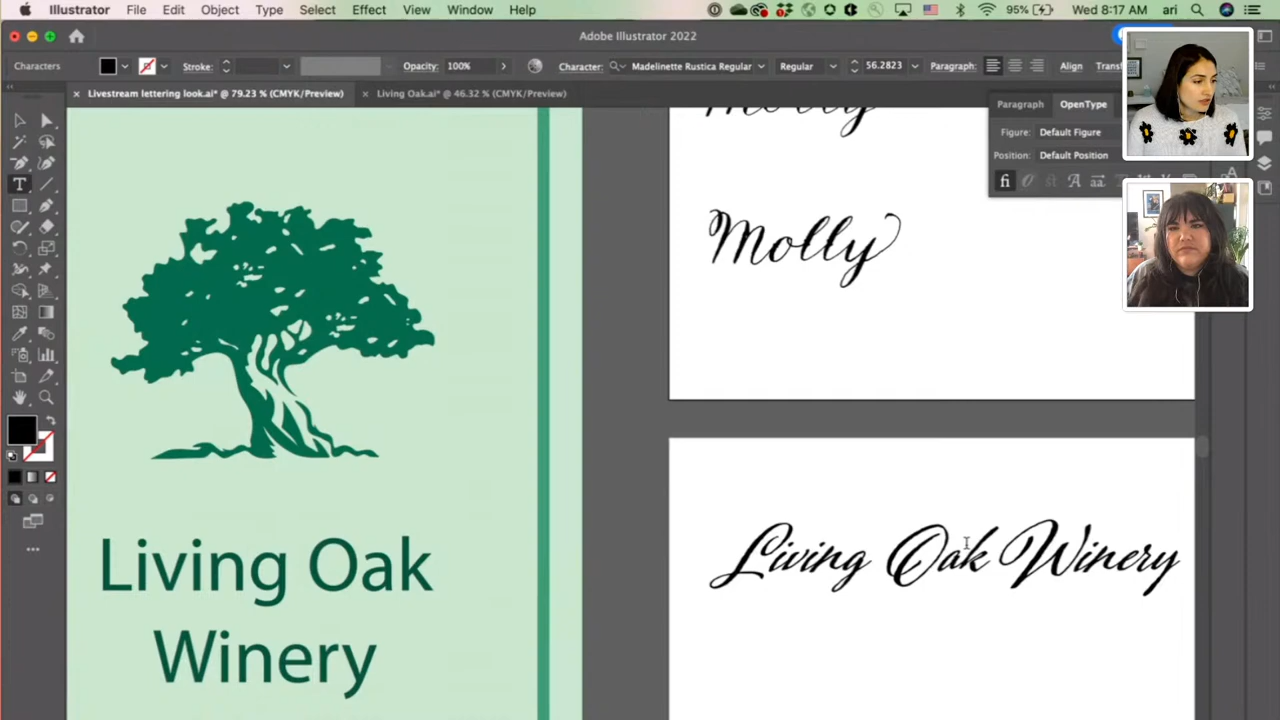 Illustrator File Edit Object Type Select Effect View Window Help 95% Wed 8:17 AM ari
Adobe Illustrator 2022
Characters Stroke: Opacity: 100% Character: Madelinette Rustica Regular Regular 56.2823 Paragraph: Align
Livestream lettering look.ai* @ 79.23 % (CMYK/Preview) Living Oak.ai* @ 46.32 % (CMYK/Preview)
Paragraph OpenType
Figure: Default Figure
Position: Default Position
Molly
Molly
Living Oak Winery
Living Oak
Winery